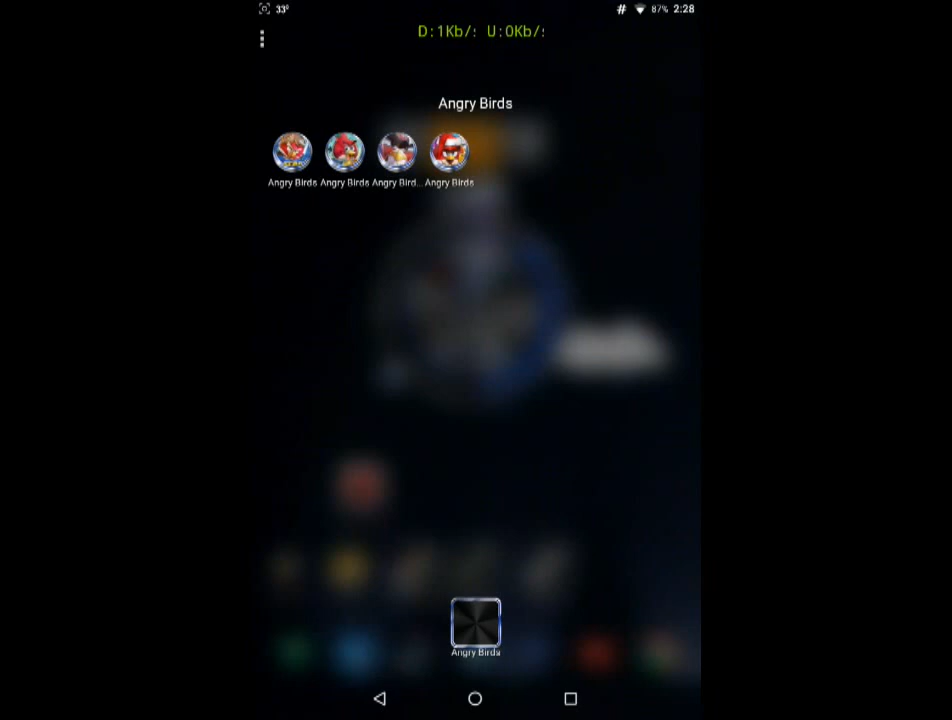 33° # 87% 2:28
D:1Kb/: U:0Kb/:
Angry Birds
Angry Birds Angry Birds Angry Bird... Angry Birds
Angry Birds